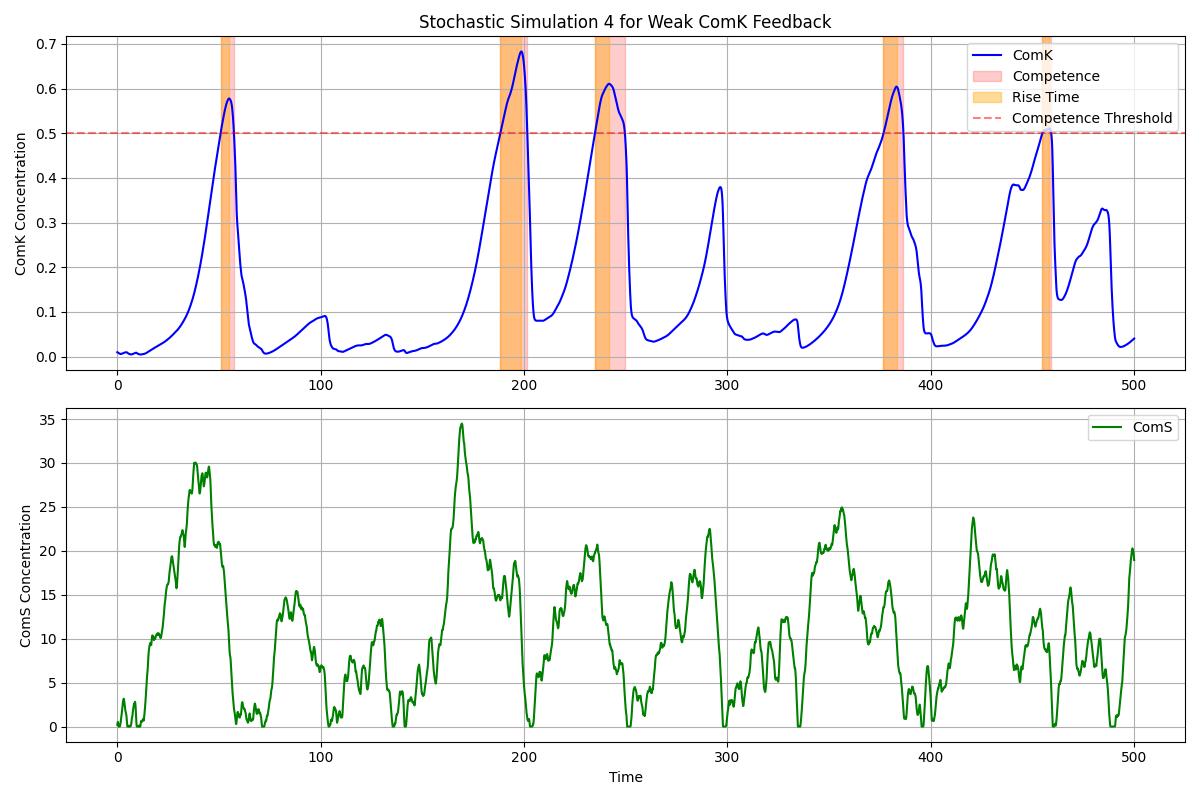 Stochastic Simulation 4 for Weak ComK Feedback
ComK Concentration
0.7
0.6
0.5
0.4
0.3
0.2
0.1
0.0
ComK
Competence
Rise Time
Competence Threshold
0 100 200 300 400 500
ComS Concentration
35
30
25
20
15
10
5
0
ComS
0 100 200 300 400 500
Time